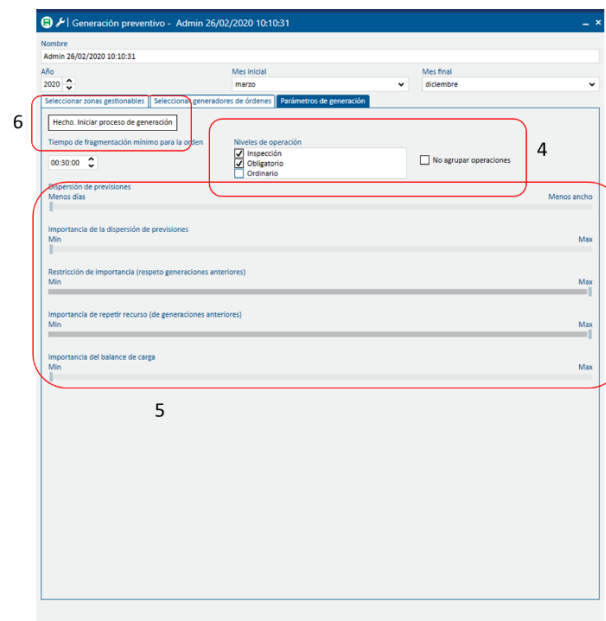 Generación preventivo - Admin 26/02/2020 10:10:31
Nombre
Admin 26/02/2020 10:10:31
Año Mes inicial Mes final
2020 marzo diciembre
Seleccionar zonas gestionables Seleccionar generadores de órdenes Parámetros de generación
6
Hecho. Iniciar proceso de generación
Tiempo de fragmentación mínimo para la orden Niveles de operación
4
00:30:00
Inspección
Obligatorio
Ordinario
No agrupar operaciones
Dispersión de previsiones
Menos días Menos ancho
Importancia de la dispersión de previsiones
Min Max
Restricción de importancia (respeto generaciones anteriores)
Min Max
Importancia de repetir recurso (de generaciones anteriores)
Min Max
Importancia del balance de carga
Min Max
5